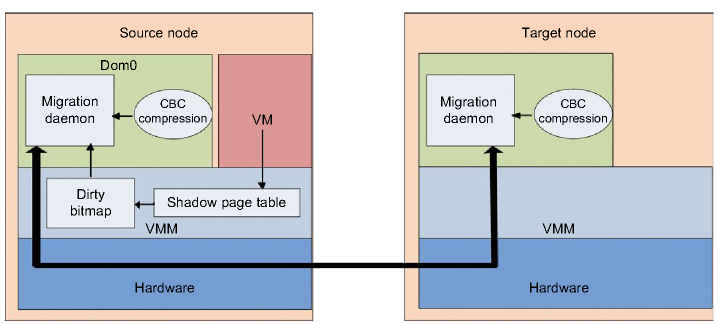 Source node
Dom0
Migration
daemon
CBC
compression
VM
Dirty
bitmap
Shadow page table
VMM
Hardware
Target node
Migration
daemon
CBC
compression
VMM
Hardware